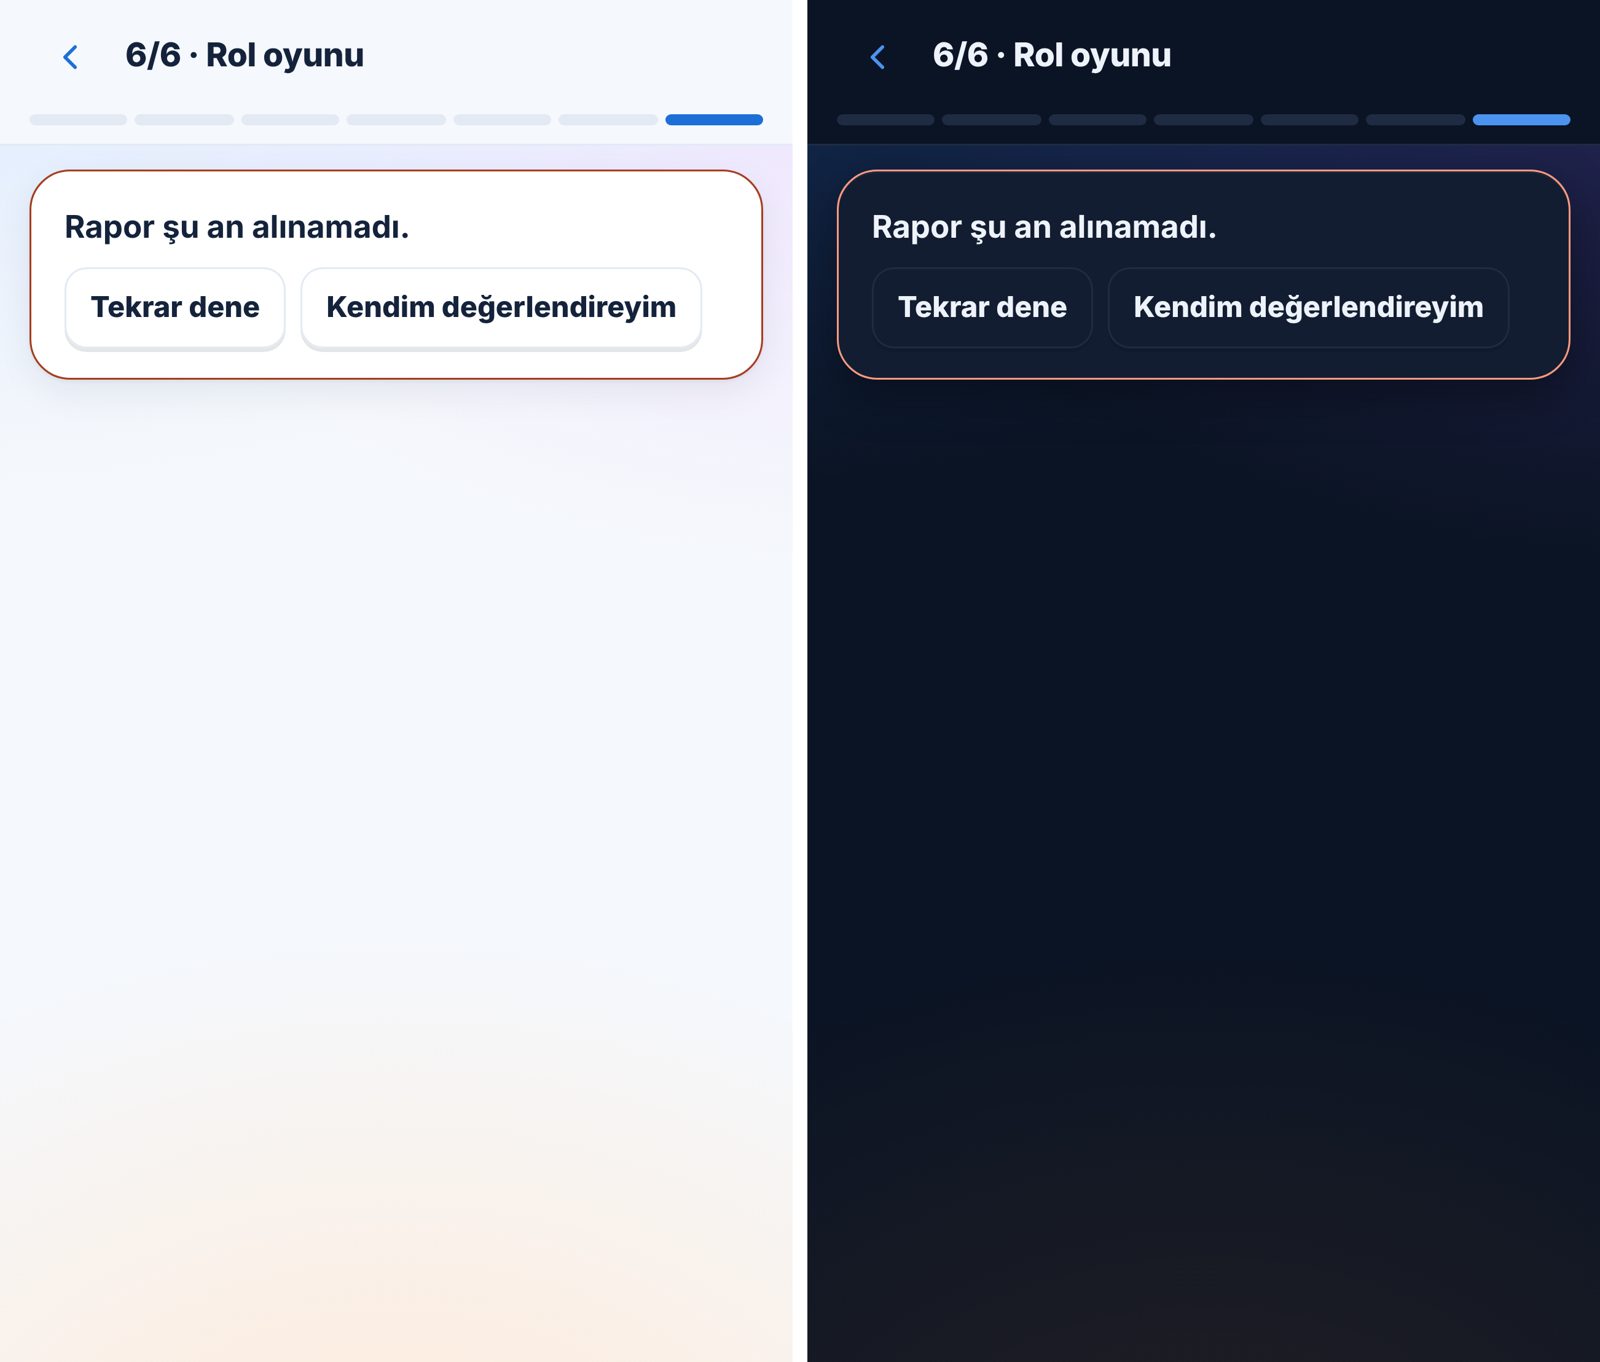 6/6 · Rol oyunu
Rapor şu an alınamadı.
Tekrar dene
Kendim değerlendireyim
6/6 · Rol oyunu
Rapor şu an alınamadı.
Tekrar dene
Kendim değerlendireyim